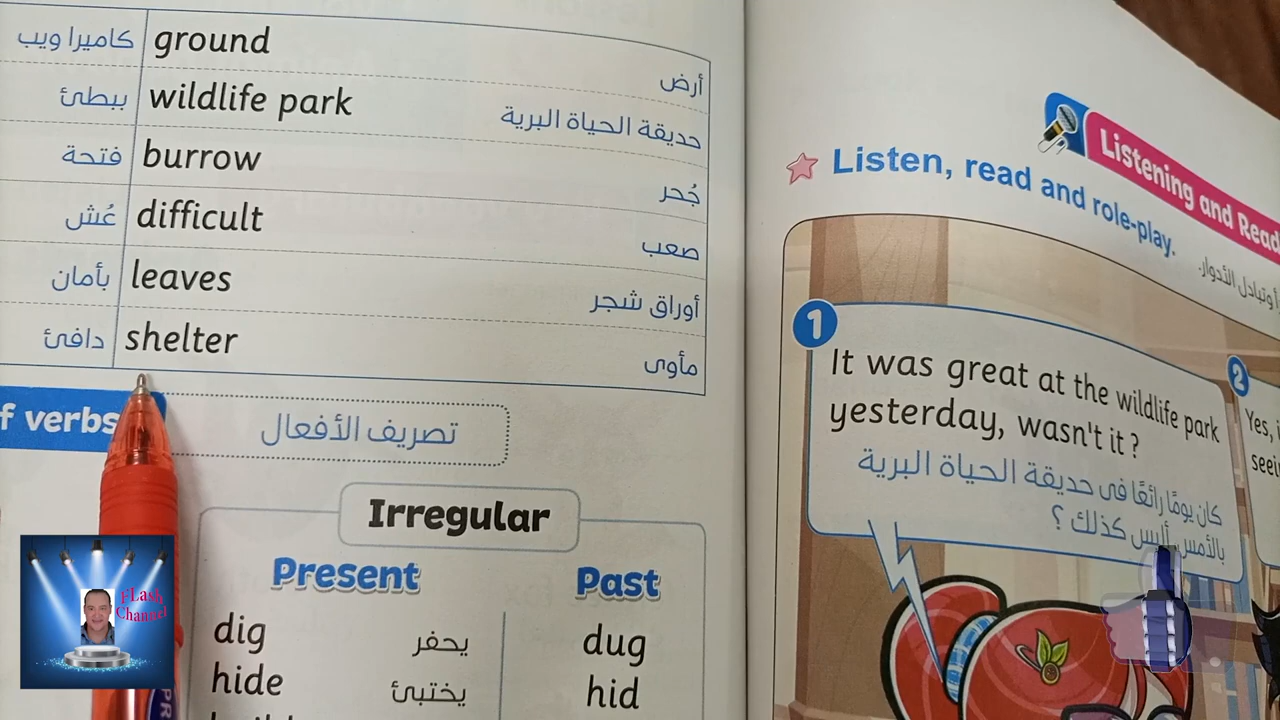 كاميرا ويب ground أرض
ببطئ wildlife park حديقة الحياة البرية
فتحة burrow جُحر
عُش difficult صعب
بأمان leaves أوراق شجر
دافئ shelter مأوى
f verbs تصريف الأفعال
Irregular
Present Past
dig يحفر dug
hide يختبئ hid
Listening and Read
Listen, read and role-play.
وتبادل الأدوار.
1
It was great at the wildlife park
yesterday, wasn't it ?
كان يومًا رائعًا فى حديقة الحياة البرية
بالأمس أليس كذلك ؟
2
Yes, i
seei
FLash
Channel